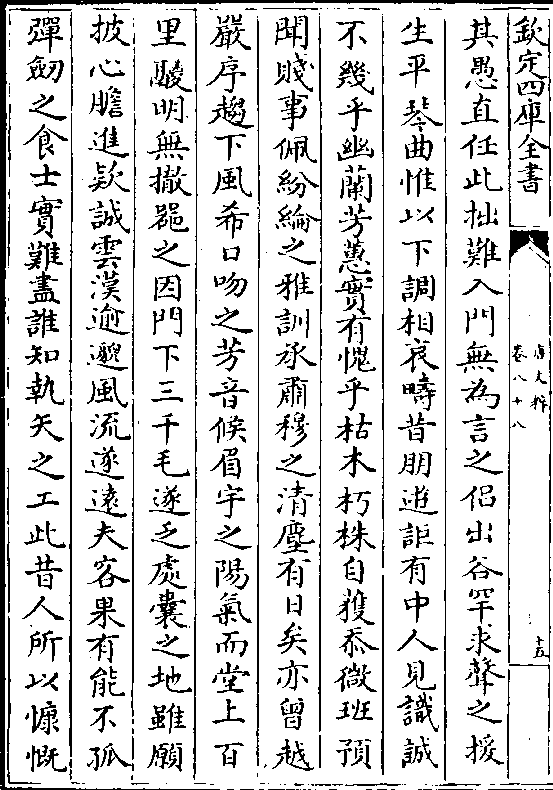 欽定四庫全書
唐文粹
卷八十八
十五
其愚直任此拙難入門無為言之侣出谷罕求聲之援
生平琴曲惟以下調相哀疇昔朋遊詎有中人見識誠
不幾乎幽蘭芳蕙實有愧乎枯木朽株自獲忝微班預
聞賤事佩紛綸之雅訓承肅穆之清塵有日矣亦曾越
嚴序趨下風希口吻之芳音候眉宇之陽氣而堂上百
里鬷明無撤噐之因門下三千毛遂乏處囊之地雖願
披心膽進欵誠雲漢逾邈風流遂遠夫客果有能不孤
彈劒之食士實難盡誰知執矢之工此昔人所以慷慨